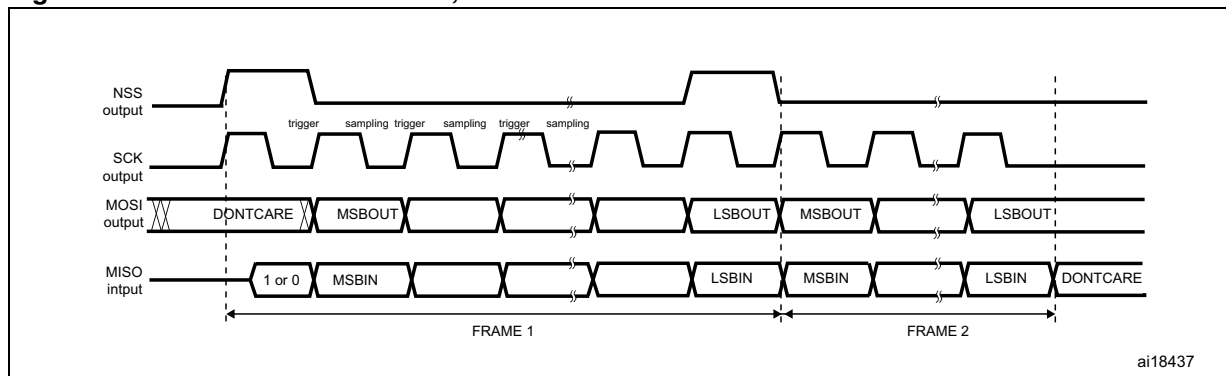 NSS
output
trigger sampling trigger sampling trigger sampling
SCK
output
MOSI
output
DONTCARE MSBOUT LSBOUT MSBOUT LSBOUT
MISO
intput
1 or 0 MSBIN LSBIN MSBIN LSBIN DONTCARE
FRAME 1 FRAME 2
ai18437